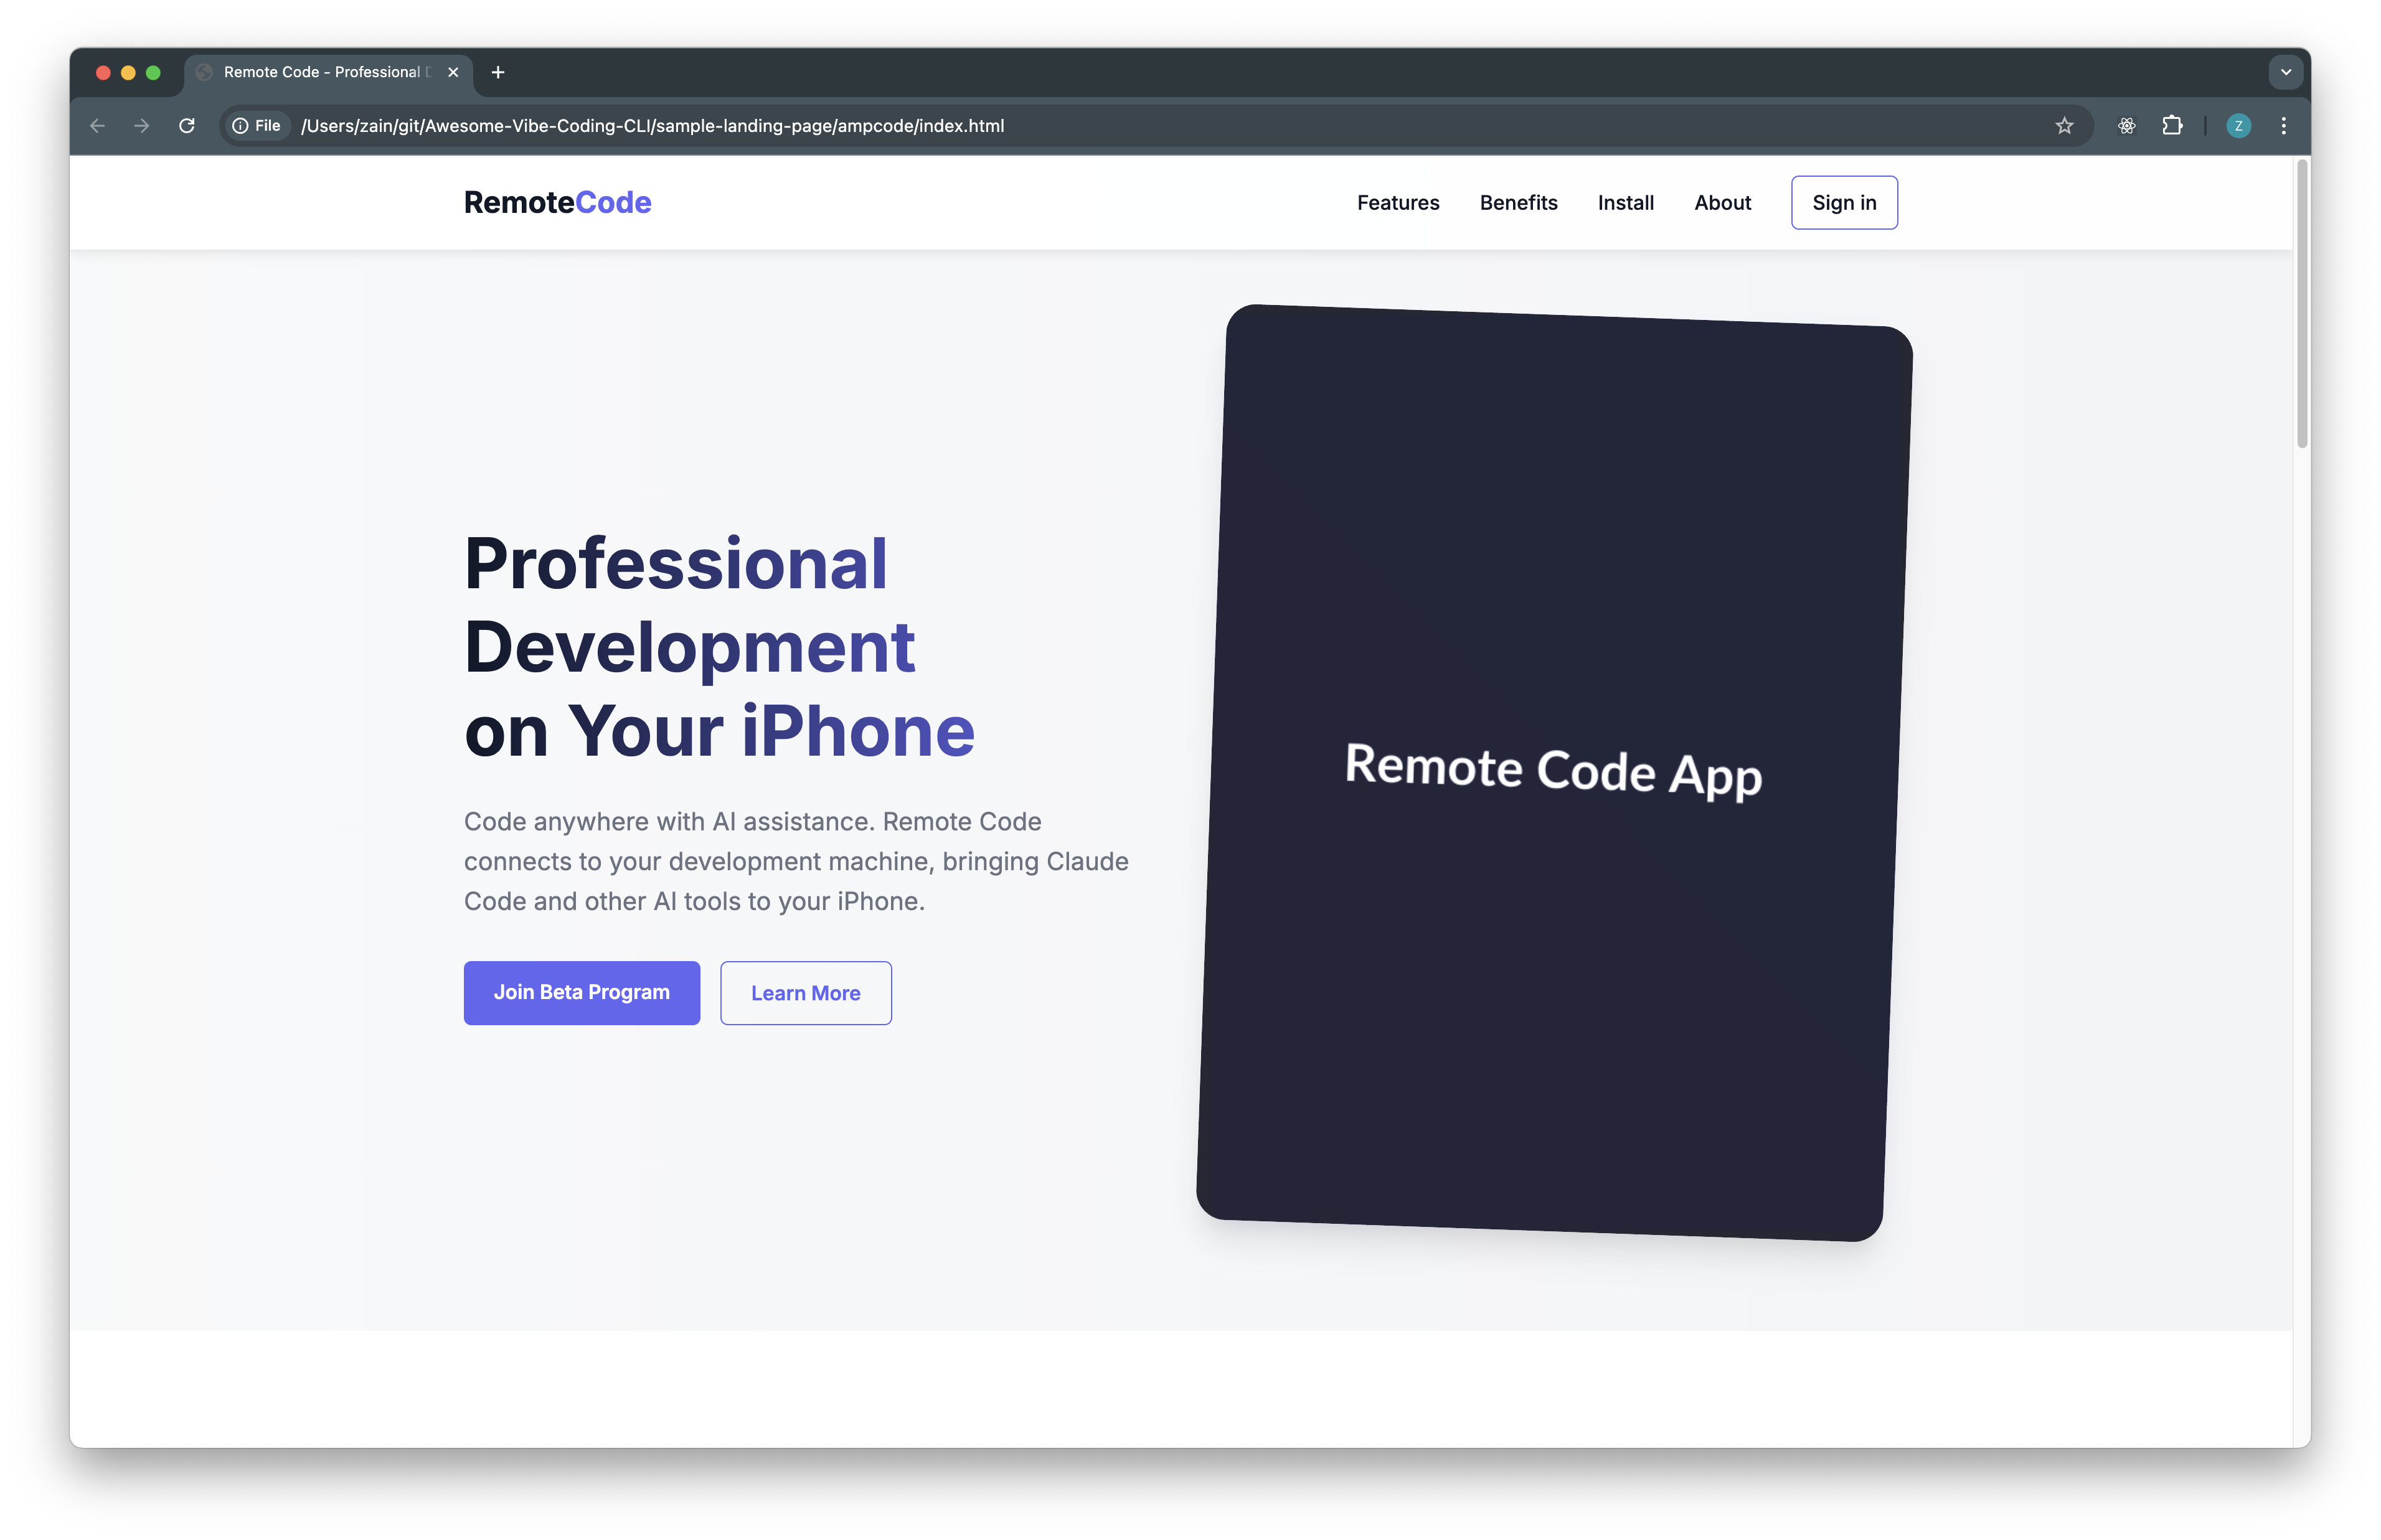 Remote Code - Professional
File /Users/zain/git/Awesome-Vibe-Coding-CLI/sample-landing-page/ampcode/index.html
Z
RemoteCode
Features Benefits Install About Sign in
Professional
Development
on Your iPhone
Code anywhere with AI assistance. Remote Code
connects to your development machine, bringing Claude
Code and other AI tools to your iPhone.
Join Beta Program Learn More
Remote Code App